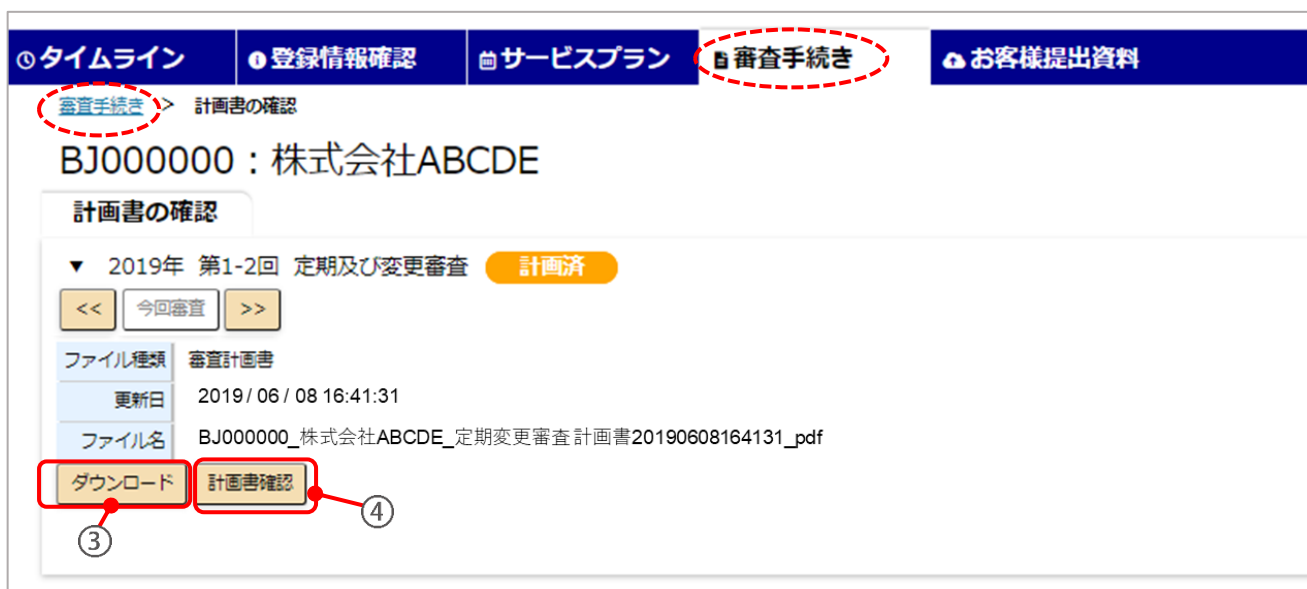 タイムライン 登録情報確認 サービスプラン 審査手続き お客様提出資料
審査手続き > 計画書の確認
BJ000000：株式会社ABCDE
計画書の確認
▼ 2019年 第1-2回 定期及び変更審査 計画済
<< 今回審査 >>
ファイル種類 審査計画書
更新日 2019 / 06 / 08 16:41:31
ファイル名 BJ000000_株式会社ABCDE_定期変更審査計画書20190608164131_pdf
ダウンロード 計画書確認
④
③